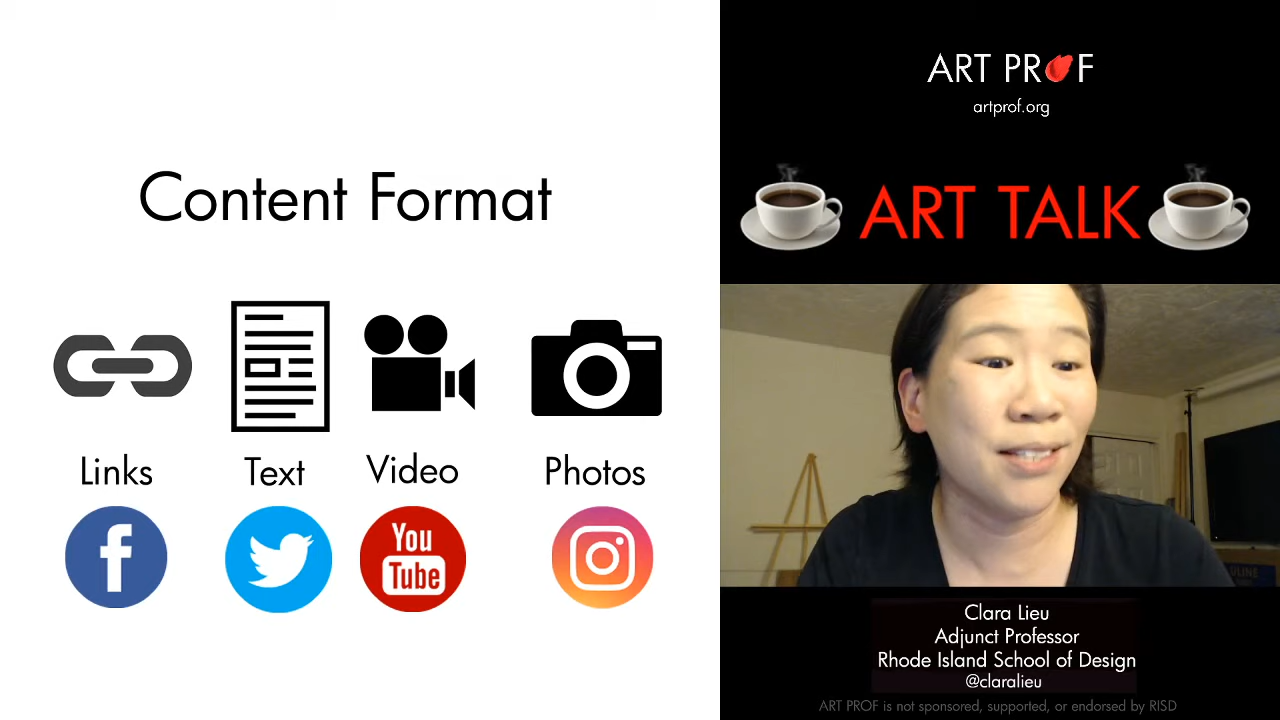 Content Format
Links
Text
Video
Photos
f
You
Tube
ART PROF
artprof.org
ART TALK
Clara Lieu
Adjunct Professor
Rhode Island School of Design
@claralieu
ART PROF is not sponsored, supported, or endorsed by RISD